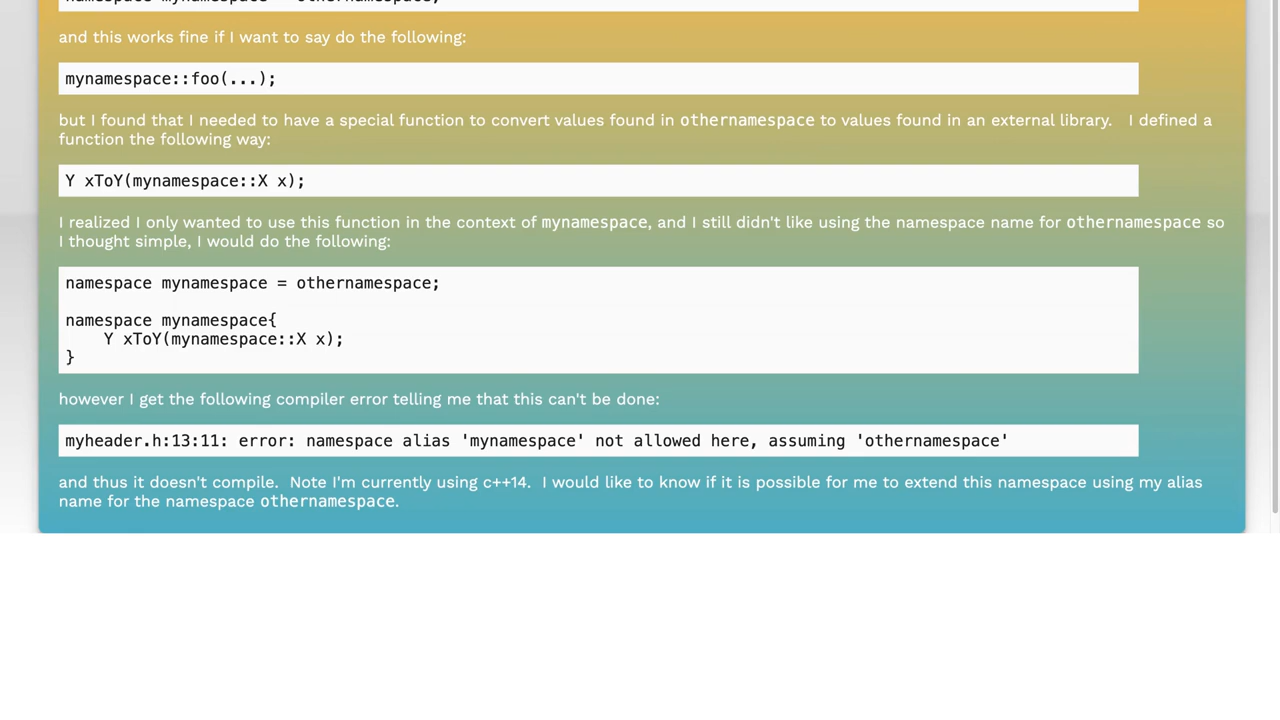 namespace mynamespace = othernamespace;
and this works fine if I want to say do the following:
mynamespace::foo(...);
but I found that I needed to have a special function to convert values found in othernamespace to values found in an external library.   I defined a
function the following way:
Y xToY(mynamespace::X x);
I realized I only wanted to use this function in the context of mynamespace, and I still didn't like using the namespace name for othernamespace so
I thought simple, I would do the following:
namespace mynamespace = othernamespace;
namespace mynamespace{
    Y xToY(mynamespace::X x);
}
however I get the following compiler error telling me that this can't be done:
myheader.h:13:11: error: namespace alias 'mynamespace' not allowed here, assuming 'othernamespace'
and thus it doesn't compile.  Note I'm currently using c++14.  I would like to know if it is possible for me to extend this namespace using my alias
name for the namespace othernamespace.